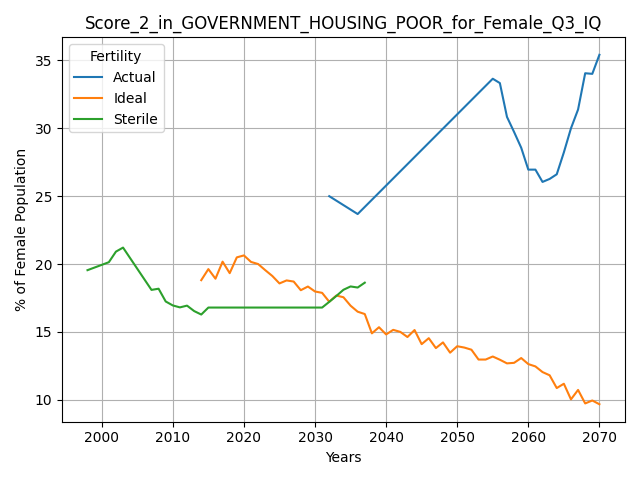 Score_2_in_GOVERNMENT_HOUSING_POOR_for_Female_Q3_IQ
Fertility
Actual
Ideal
Sterile
% of Female Population
35
30
25
20
15
10
2000 2010 2020 2030 2040 2050 2060 2070
Years